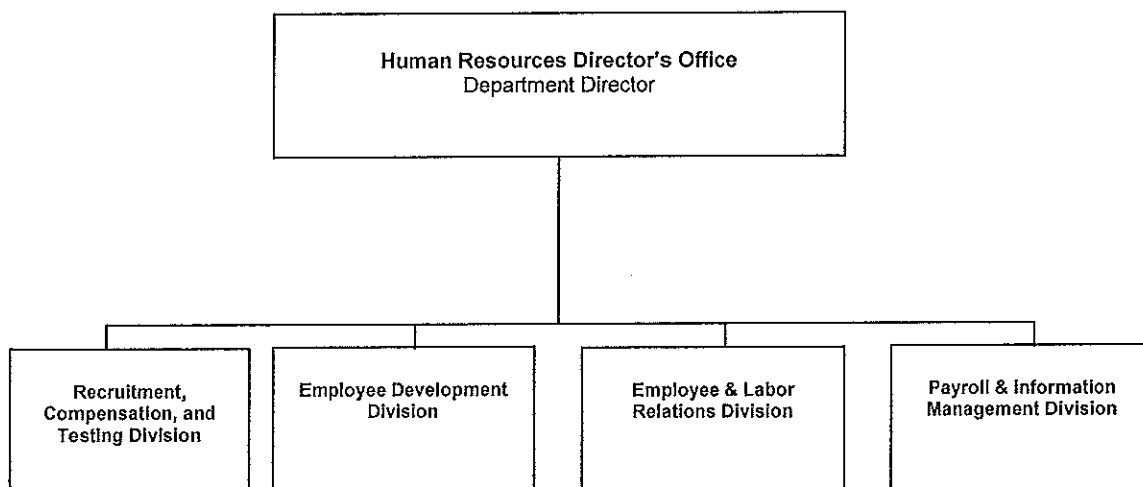 Human Resources Director's Office
Department Director
Recruitment,
Compensation, and
Testing Division
Employee Development
Division
Employee & Labor
Relations Division
Payroll & Information
Management Division